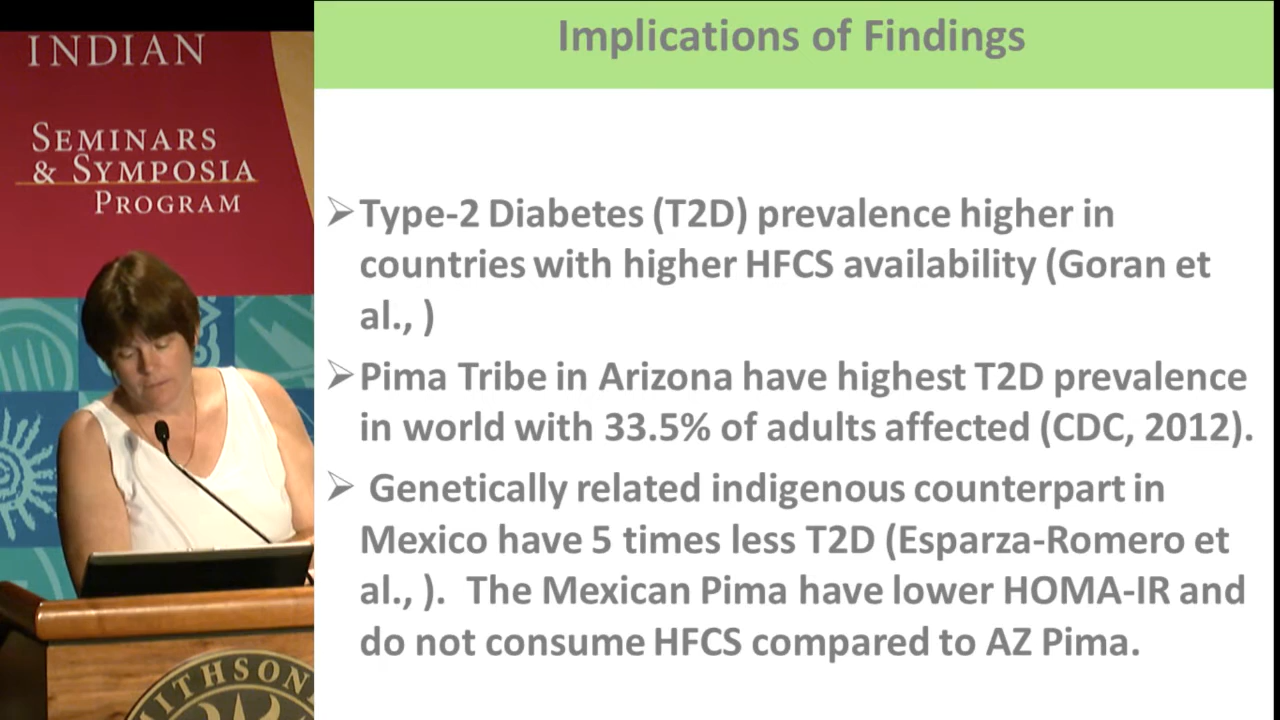 INDIAN
SEMINARS
& SYMPOSIA
PROGRAM
Implications of Findings
Type-2 Diabetes (T2D) prevalence higher in
countries with higher HFCS availability (Goran et
al., )
Pima Tribe in Arizona have highest T2D prevalence
in world with 33.5% of adults affected (CDC, 2012).
Genetically related indigenous counterpart in
Mexico have 5 times less T2D (Esparza-Romero et
al., ). The Mexican Pima have lower HOMA-IR and
do not consume HFCS compared to AZ Pima.